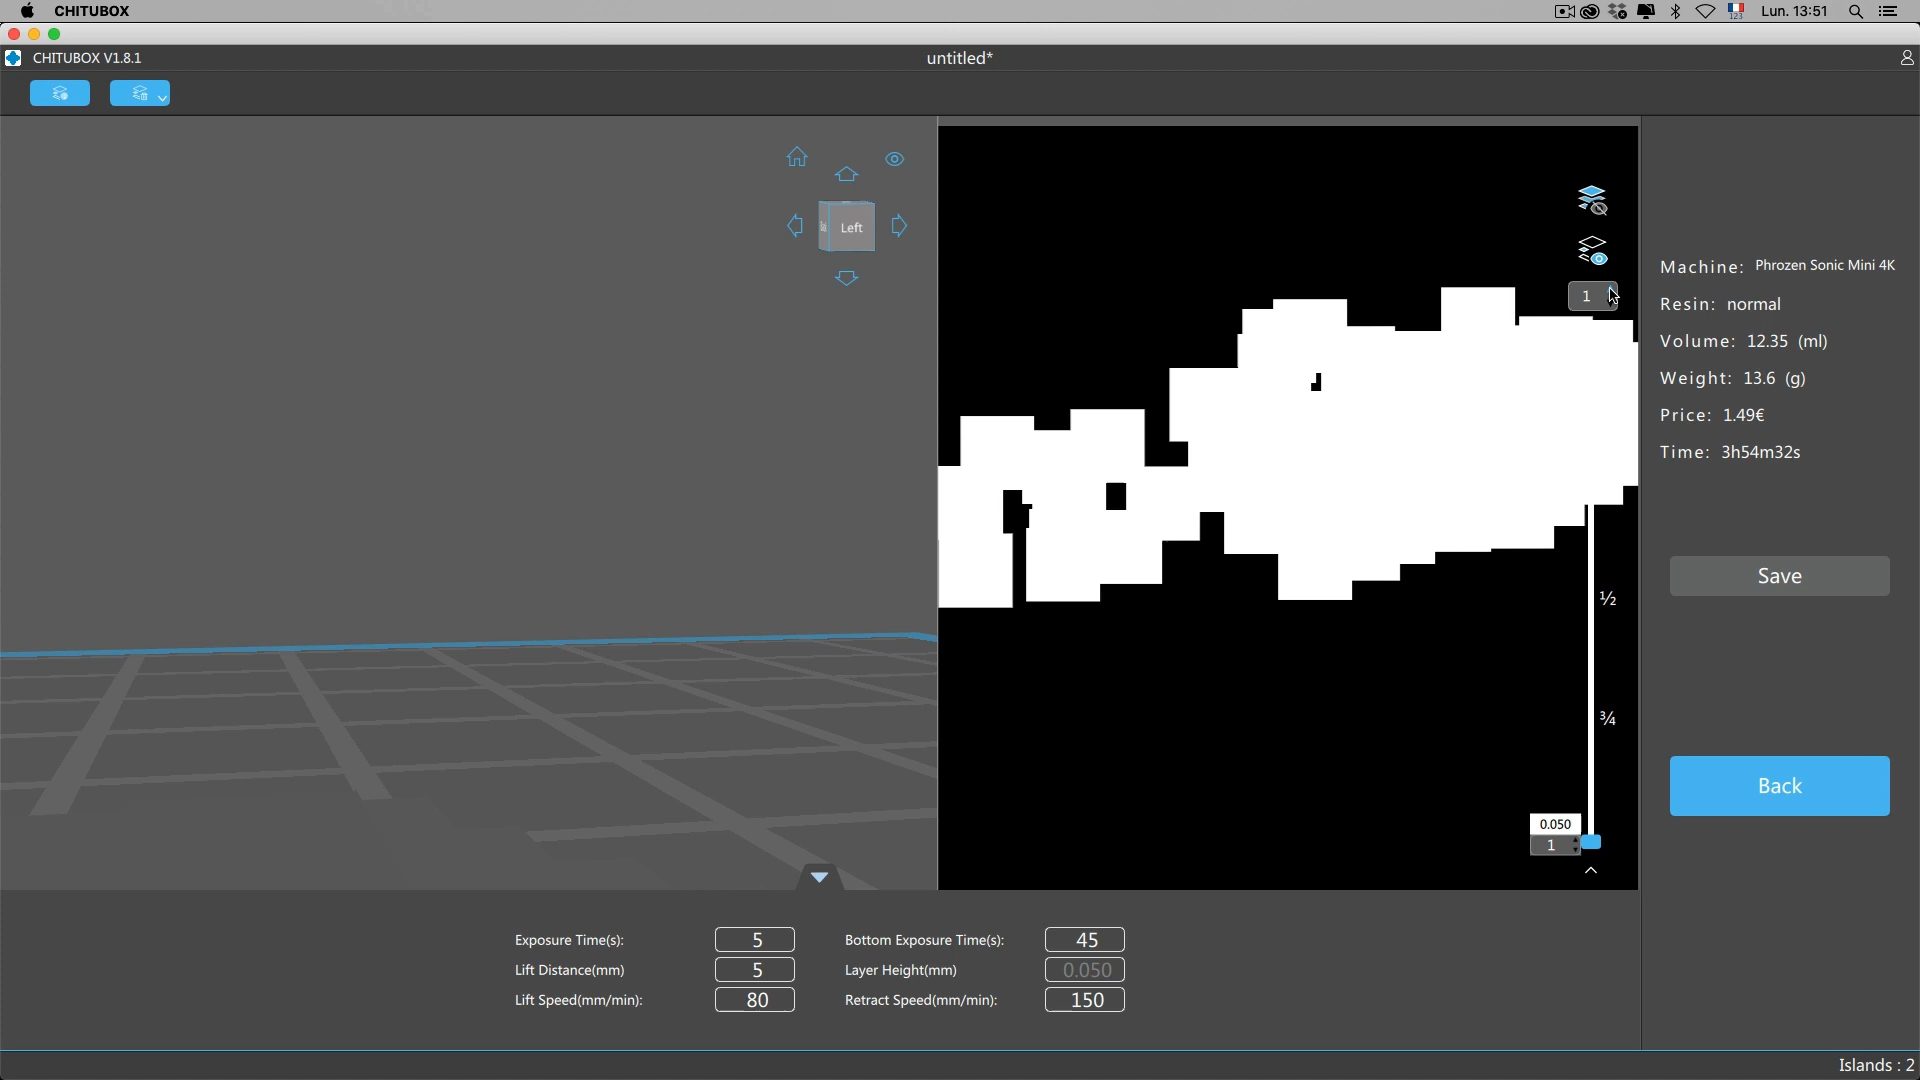 CHITUBOX
Lun. 13:51
CHITUBOX V1.8.1
untitled*
Left
1
Machine: Phrozen Sonic Mini 4K
Resin: normal
Volume: 12.35 (ml)
Weight: 13.6 (g)
Price: 1.49€
Time: 3h54m32s
Save
½
¾
Back
0.050
1
Exposure Time(s): 5
Bottom Exposure Time(s): 45
Lift Distance(mm) 5
Layer Height(mm) 0.050
Lift Speed(mm/min): 80
Retract Speed(mm/min): 150
Islands : 2